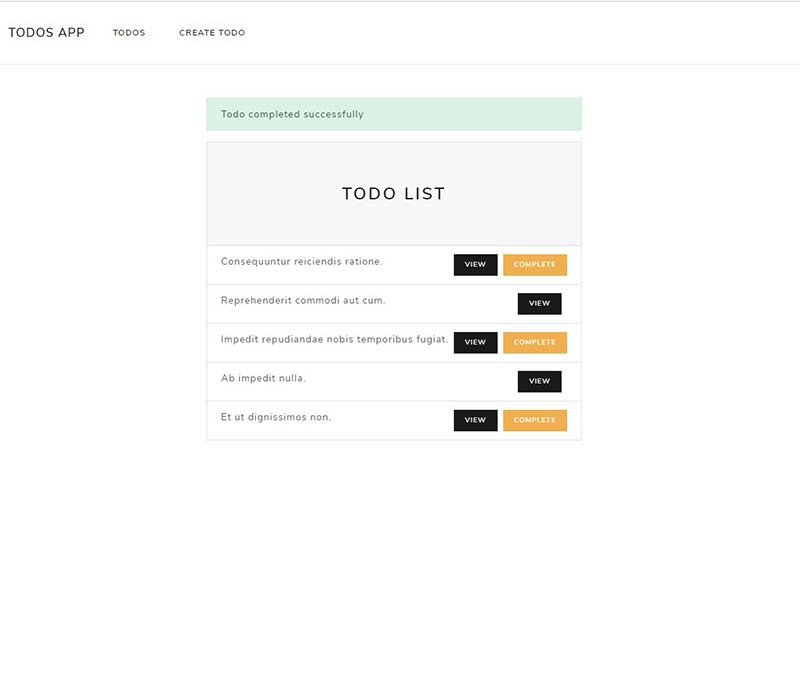 TODOS APP TODOS CREATE TODO
Todo completed successfully
TODO LIST
Consequuntur reiciendis ratione. VIEW COMPLETE
Reprehenderit commodi aut cum. VIEW
Impedit repudiandae nobis temporibus fugiat. VIEW COMPLETE
Ab impedit nulla. VIEW
Et ut dignissimos non. VIEW COMPLETE